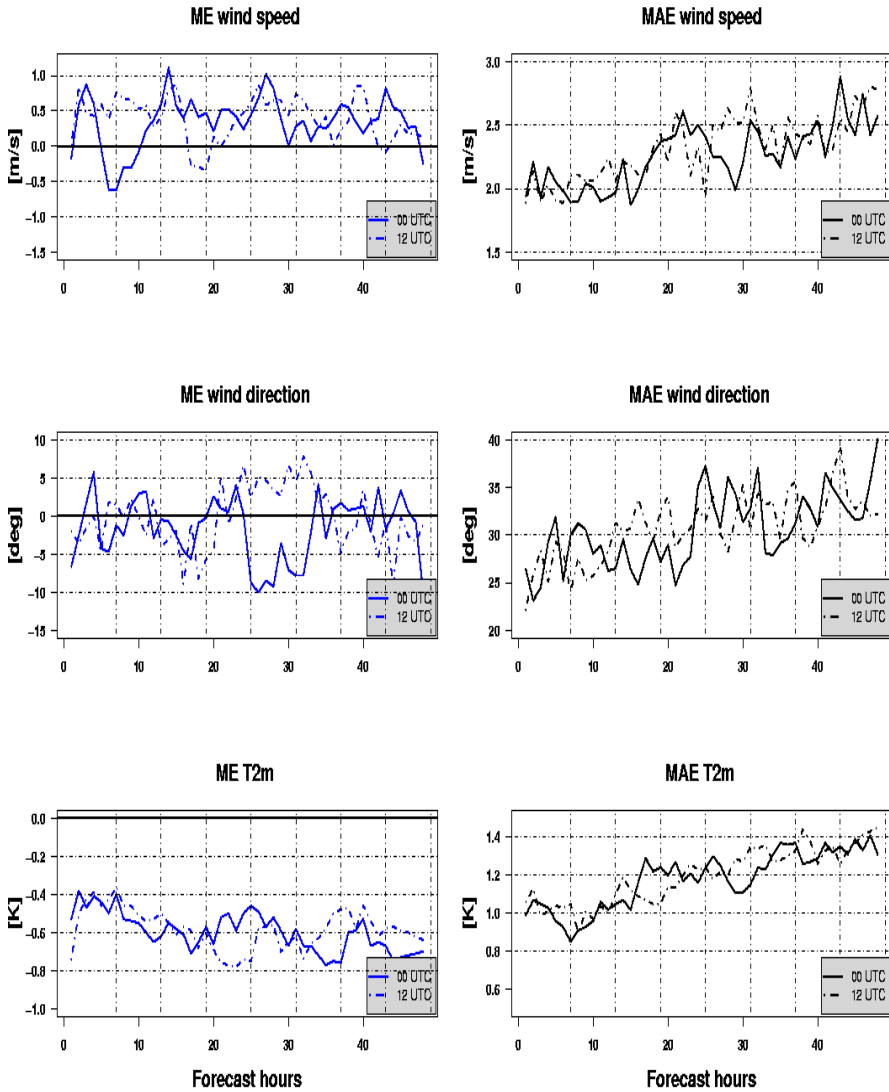 ME wind speed
MAE wind speed
[m/s]
1.0
0.5
0.0
−0.5
−1.0
−1.5
00 UTC
12 UTC
0 10 20 30 40
[m/s]
3.0
2.5
2.0
1.5
00 UTC
12 UTC
0 10 20 30 40
ME wind direction
MAE wind direction
[deg]
10
5
0
−5
−10
−15
00 UTC
12 UTC
0 10 20 30 40
[deg]
40
35
30
25
20
00 UTC
12 UTC
0 10 20 30 40
ME T2m
MAE T2m
[K]
0.0
−0.2
−0.4
−0.6
−0.8
−1.0
00 UTC
12 UTC
0 10 20 30 40
Forecast hours
[K]
1.4
1.2
1.0
0.8
0.6
00 UTC
12 UTC
0 10 20 30 40
Forecast hours